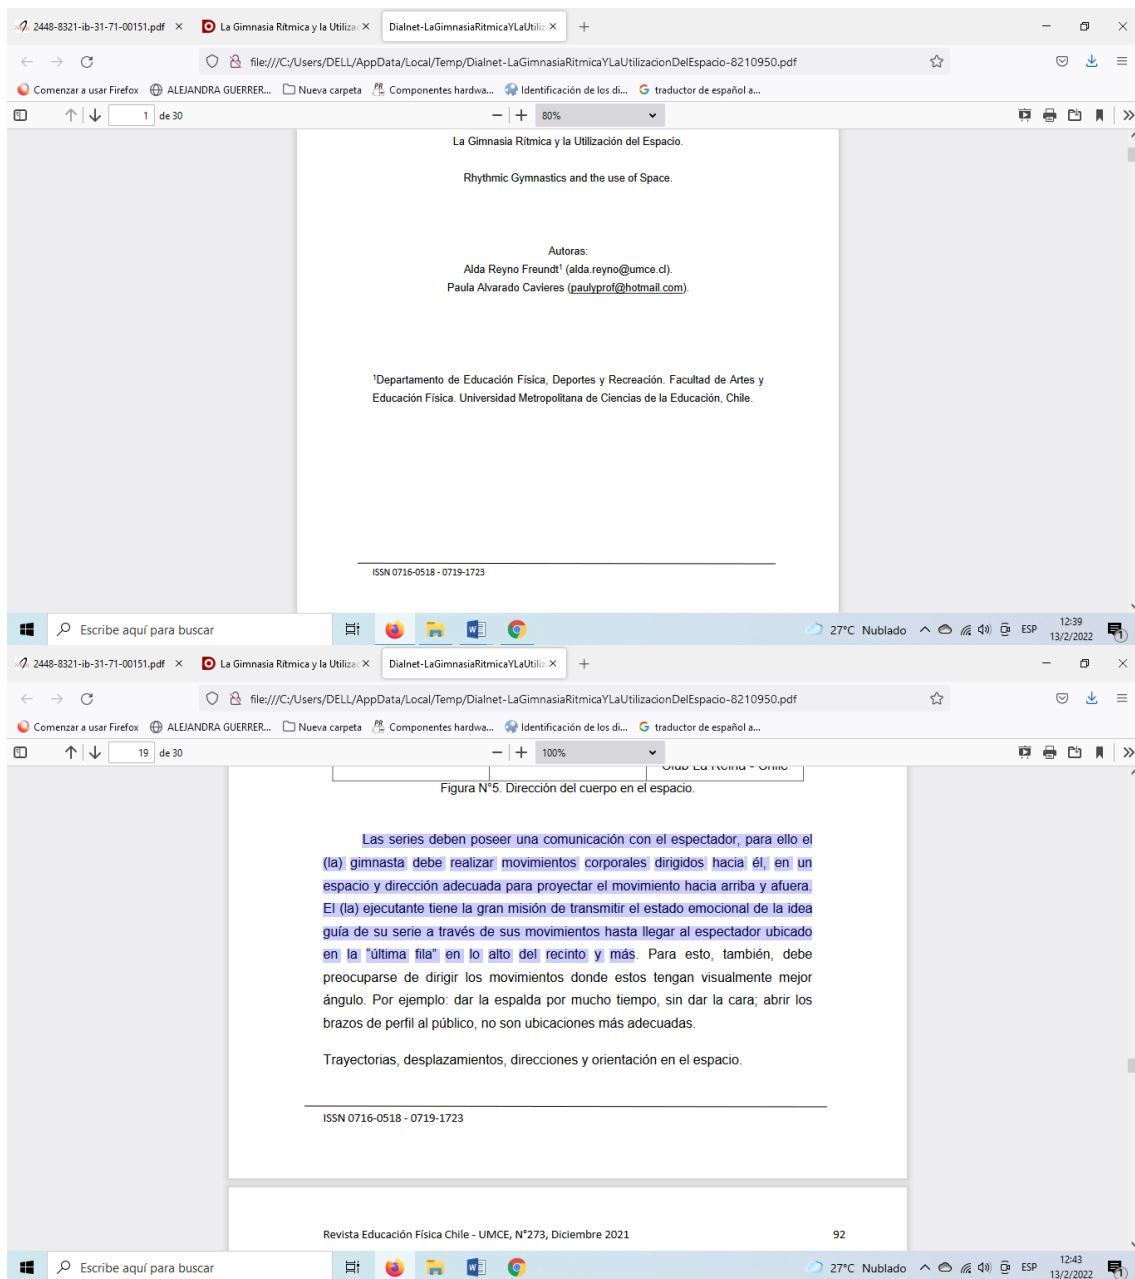 2448-8321-ib-31-71-00151.pdf × La Gimnasia Rítmica y la Utiliza × Dialnet-LaGimnasiaRitmicaYLaUtiliz × +
file:///C:/Users/DELL/AppData/Local/Temp/Dialnet-LaGimnasiaRitmicaYLaUtilizacionDelEspacio-8210950.pdf
Comenzar a usar Firefox ALEJANDRA GUERRER... Nueva carpeta Componentes hardwa... Identificación de los di... traductor de español a...
1 de 30 − + 80%
La Gimnasia Rítmica y la Utilización del Espacio.
Rhythmic Gymnastics and the use of Space.
Autoras:
Alda Reyno Freundt¹ (alda.reyno@umce.cl).
Paula Alvarado Cavieres (paulyprof@hotmail.com).
¹Departamento de Educación Física, Deportes y Recreación. Facultad de Artes y
Educación Física. Universidad Metropolitana de Ciencias de la Educación, Chile.
ISSN 0716-0518 - 0719-1723
Escribe aquí para buscar 27°C Nublado ESP 12:39
13/2/2022
2448-8321-ib-31-71-00151.pdf × La Gimnasia Rítmica y la Utiliza × Dialnet-LaGimnasiaRitmicaYLaUtiliz × +
file:///C:/Users/DELL/AppData/Local/Temp/Dialnet-LaGimnasiaRitmicaYLaUtilizacionDelEspacio-8210950.pdf
Comenzar a usar Firefox ALEJANDRA GUERRER... Nueva carpeta Componentes hardwa... Identificación de los di... traductor de español a...
19 de 30 − + 100%
Club La Reina - Chile
Figura N°5. Dirección del cuerpo en el espacio.
Las series deben poseer una comunicación con el espectador, para ello el
(la) gimnasta debe realizar movimientos corporales dirigidos hacia él, en un
espacio y dirección adecuada para proyectar el movimiento hacia arriba y afuera.
El (la) ejecutante tiene la gran misión de transmitir el estado emocional de la idea
guía de su serie a través de sus movimientos hasta llegar al espectador ubicado
en la "última fila" en lo alto del recinto y más. Para esto, también, debe
preocuparse de dirigir los movimientos donde estos tengan visualmente mejor
ángulo. Por ejemplo: dar la espalda por mucho tiempo, sin dar la cara; abrir los
brazos de perfil al público, no son ubicaciones más adecuadas.
Trayectorias, desplazamientos, direcciones y orientación en el espacio.
ISSN 0716-0518 - 0719-1723
Revista Educación Física Chile - UMCE, N°273, Diciembre 2021 92
Escribe aquí para buscar 27°C Nublado ESP 12:43
13/2/2022